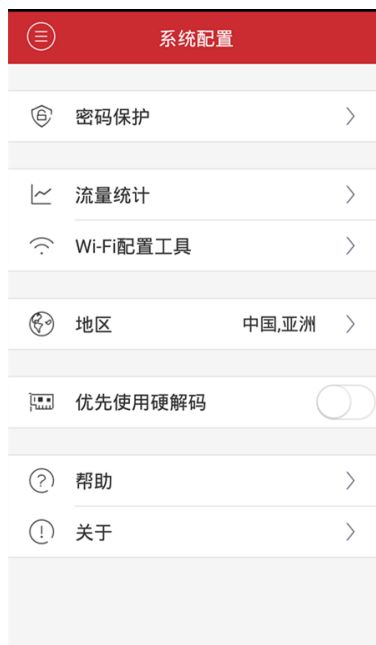 系统配置
密码保护
流量统计
Wi-Fi配置工具
地区 中国,亚洲
优先使用硬解码
帮助
关于